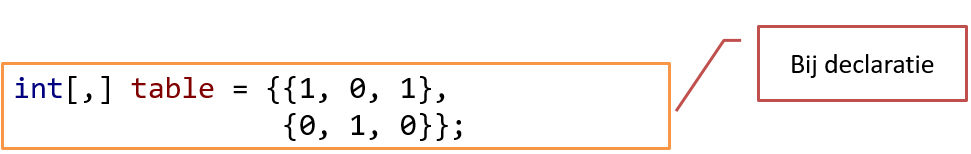 int[,] table = {{1, 0, 1},
{0, 1, 0}};
Bij declaratie